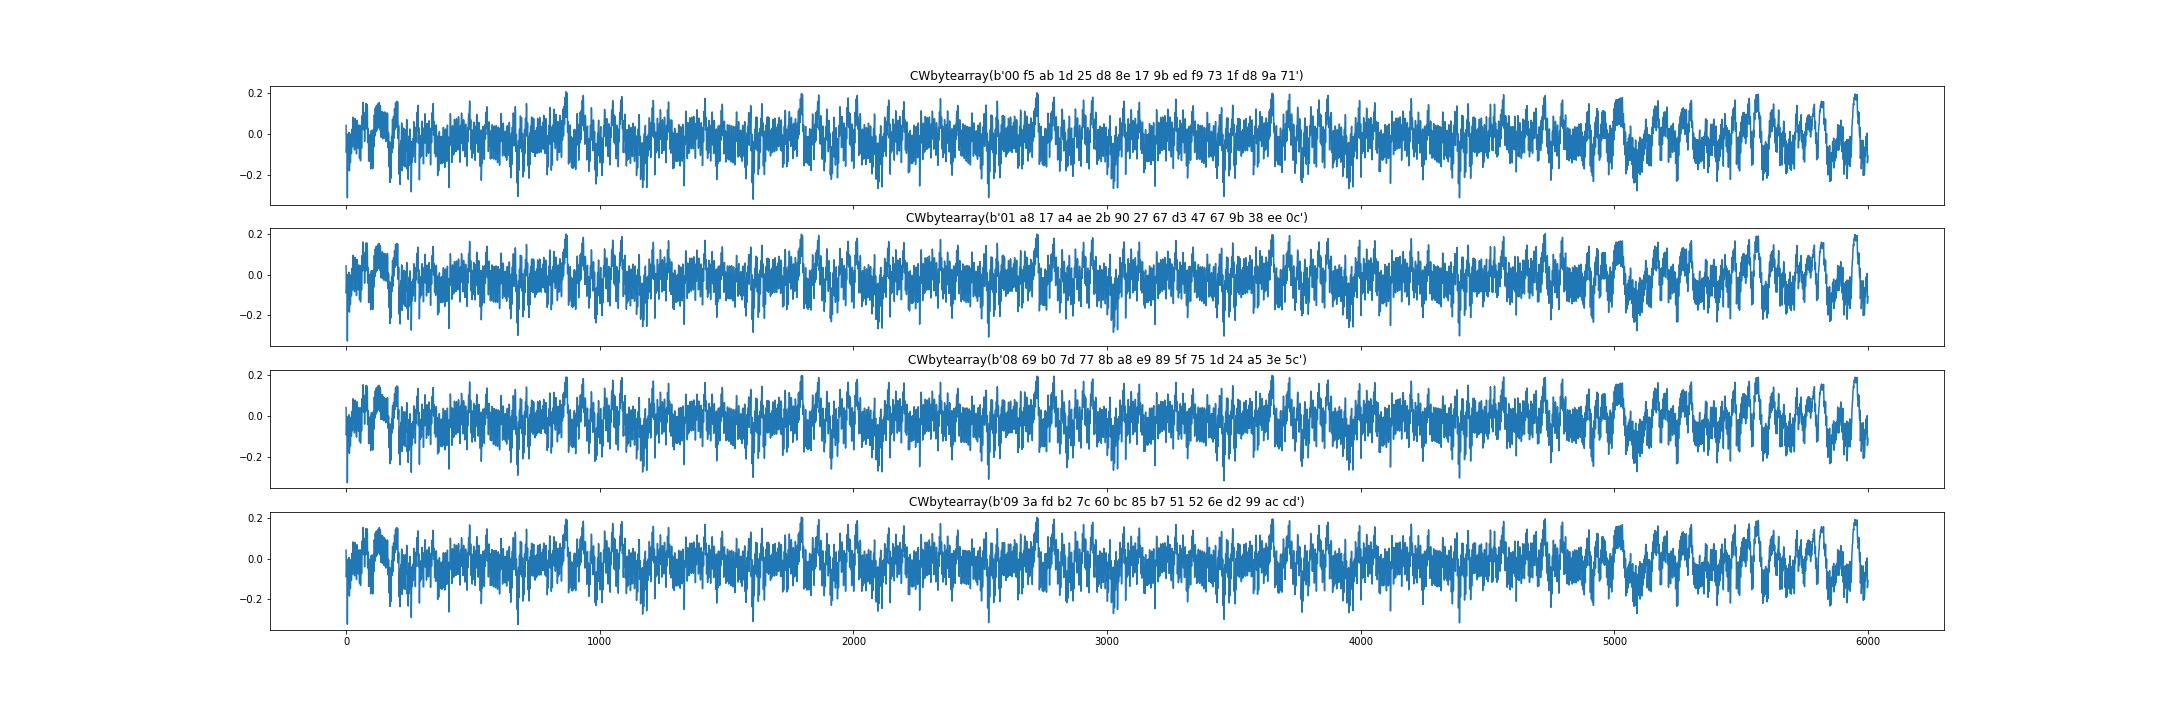 CWbytearray(b'00 f5 ab 1d 25 d8 8e 17 9b ed f9 73 1f d8 9a 71')
0.2
0.0
−0.2
CWbytearray(b'01 a8 17 a4 ae 2b 90 27 67 d3 47 67 9b 38 ee 0c')
0.2
0.0
−0.2
CWbytearray(b'08 69 b0 7d 77 8b a8 e9 89 5f 75 1d 24 a5 3e 5c')
0.2
0.0
−0.2
CWbytearray(b'09 3a fd b2 7c 60 bc 85 b7 51 52 6e d2 99 ac cd')
0.2
0.0
−0.2
0 1000 2000 3000 4000 5000 6000